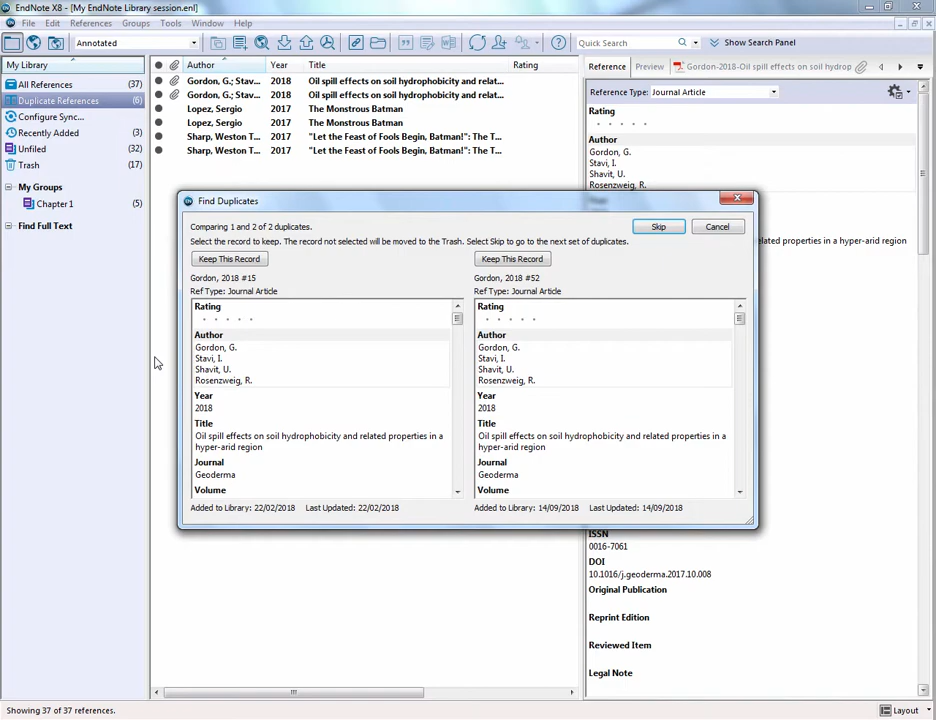 EndNote X8 - [My EndNote Library session.enl]
File Edit References Groups Tools Window Help
Annotated
Quick Search
Show Search Panel
My Library
All References (37)
Duplicate References (6)
Configure Sync...
Recently Added (3)
Unfiled (32)
Trash (17)
My Groups
Chapter 1 (5)
Find Full Text
Author Year Title Rating
Gordon, G.; Stav... 2018 Oil spill effects on soil hydrophobicity and relat...
Gordon, G.; Stav... 2018 Oil spill effects on soil hydrophobicity and relat...
Lopez, Sergio 2017 The Monstrous Batman
Lopez, Sergio 2017 The Monstrous Batman
Sharp, Weston T... 2017 "Let the Feast of Fools Begin, Batman!": The T...
Sharp, Weston T... 2017 "Let the Feast of Fools Begin, Batman!": The T...
Reference Preview Gordon-2018-Oil spill effects on soil hydrop
Reference Type: Journal Article
Rating
Author
Gordon, G.
Stavi, I.
Shavit, U.
Rosenzweig, R.
elated properties in a hyper-arid region
ISSN
0016-7061
DOI
10.1016/j.geoderma.2017.10.008
Original Publication
Reprint Edition
Reviewed Item
Legal Note
Find Duplicates
Comparing 1 and 2 of 2 duplicates.
Skip Cancel
Select the record to keep. The record not selected will be moved to the Trash. Select Skip to go to the next set of duplicates.
Keep This Record
Gordon, 2018 #15
Ref Type: Journal Article
Rating
Author
Gordon, G.
Stavi, I.
Shavit, U.
Rosenzweig, R.
Year
2018
Title
Oil spill effects on soil hydrophobicity and related properties in a
hyper-arid region
Journal
Geoderma
Volume
Added to Library: 22/02/2018 Last Updated: 22/02/2018
Keep This Record
Gordon, 2018 #52
Ref Type: Journal Article
Rating
Author
Gordon, G.
Stavi, I.
Shavit, U.
Rosenzweig, R.
Year
2018
Title
Oil spill effects on soil hydrophobicity and related properties in a
hyper-arid region
Journal
Geoderma
Volume
Added to Library: 14/09/2018 Last Updated: 14/09/2018
Showing 37 of 37 references.
Layout